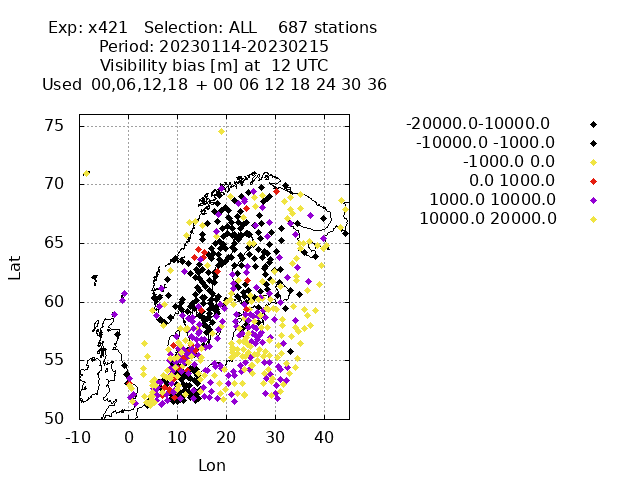 Exp: x421 Selection: ALL 687 stations
Period: 20230114-20230215
Visibility bias [m] at 12 UTC
Used 00,06,12,18 + 00 06 12 18 24 30 36
-20000.0-10000.0
-10000.0 -1000.0
-1000.0 0.0
0.0 1000.0
1000.0 10000.0
10000.0 20000.0
75
70
65
60
55
50
Lat
-10 0 10 20 30 40
Lon